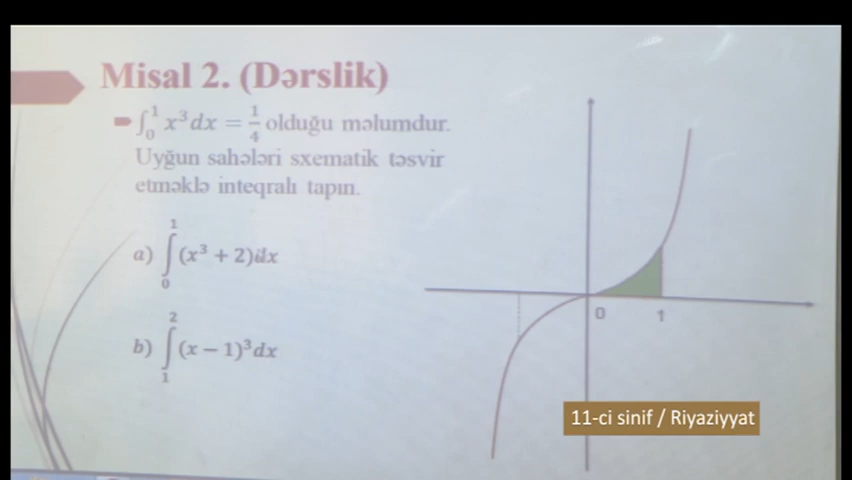 Misal 2. (Dərslik)
∫₀¹ x³dx = 1/4 olduğu məlumdur.
Uyğun sahələri sxematik təsvir
etməklə inteqralı tapın.
a) ∫₀¹ (x³ + 2)dx
b) ∫₁² (x − 1)³dx
0 1
11-ci sinif / Riyaziyyat